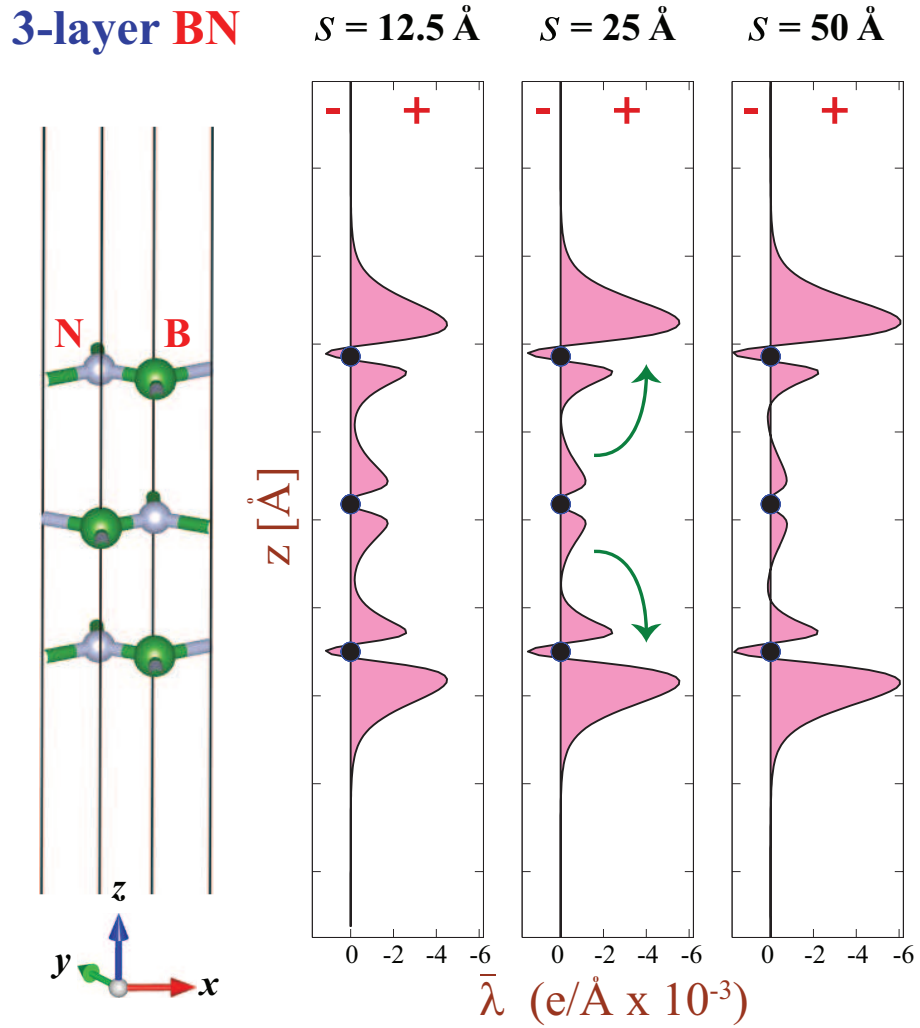 3-layer BN
S = 12.5 Å
S = 25 Å
S = 50 Å
- +
- +
- +
N
B
z [Å]
z
y
x
0 -2 -4 -6
0 -2 -4 -6
0 -2 -4 -6
λ̄ (e/Å x 10⁻³)